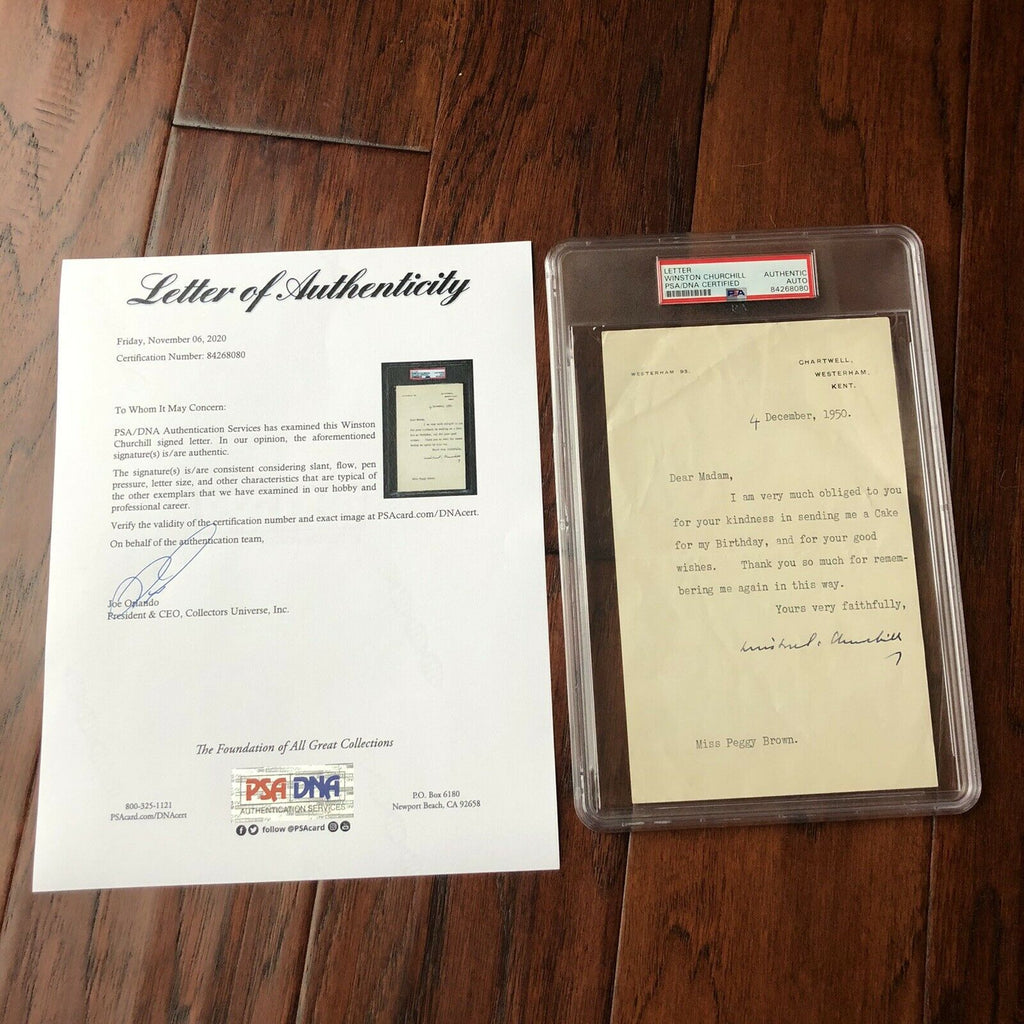 Letter of Authenticity
Friday, November 06, 2020
Certification Number: 84268080
To Whom It May Concern:
PSA/DNA Authentication Services has examined this Winston
Churchill signed letter. In our opinion, the aforementioned
signature(s) is/are authentic.
The signature(s) is/are consistent considering slant, flow, pen
pressure, letter size, and other characteristics that are typical of
the other exemplars that we have examined in our hobby and
professional career.
Verify the validity of the certification number and exact image at PSAcard.com/DNAcert.
On behalf of the authentication team,
Joe Orlando
President & CEO, Collectors Universe, Inc.
The Foundation of All Great Collections
800-325-1121
PSAcard.com/DNAcert
PSA DNA
AUTHENTICATION SERVICES
follow @PSAcard
P.O. Box 6180
Newport Beach, CA 92658
LETTER
WINSTON CHURCHILL
PSA/DNA CERTIFIED
AUTHENTIC
AUTO
84268080
PSA
WESTERHAM 93.
CHARTWELL,
WESTERHAM,
KENT.
4 December, 1950.
Dear Madam,
I am very much obliged to you
for your kindness in sending me a Cake
for my Birthday, and for your good
wishes. Thank you so much for remem-
bering me again in this way.
Yours very faithfully,
Winston S. Churchill
Miss Peggy Brown.